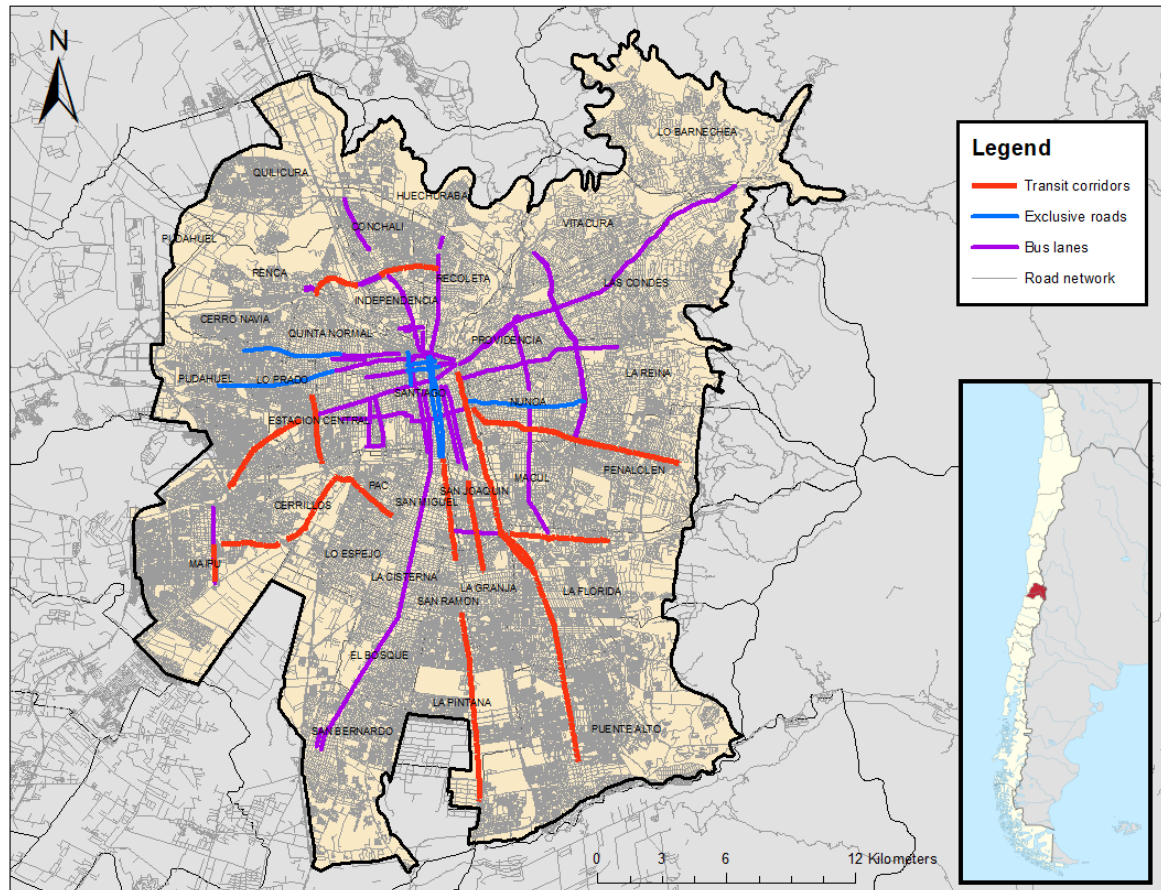 N
LO BARNECHEA
Legend
Transit corridors
Exclusive roads
Bus lanes
Road network
QUILICURA
HUECHURABA
VITACURA
CONCHALI
PUDAHUEL
RENCA
RECOLETA
LAS CONDES
INDEPENDENCIA
CERRO NAVIA
QUINTA NORMAL
PROVIDENCIA
LA REINA
PUDAHUEL
LO PRADO
SANTIAGO
NUNOA
ESTACION CENTRAL
PENALOLEN
MACUL
PAC
SAN JOAQUIN
SAN MIGUEL
CERRILLOS
LO ESPEJO
MAIPU
LA CISTERNA
LA GRANJA
LA FLORIDA
SAN RAMON
EL BOSQUE
LA PINTANA
SAN BERNARDO
PUENTE ALTO
0 3 6 12 Kilometers